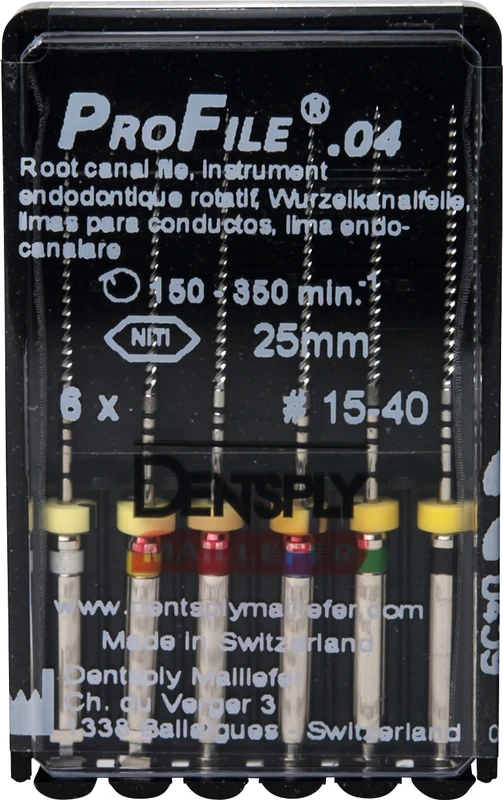 PROFILE® .04
Root canal file, Instrument
endodontique rotatif, Wurzelkanalfeile,
limas para conductos, lima endo-
canalare
150 - 350 min.⁻¹
NITI
25mm
6 x
# 15-40
DENTSPLY
MAILLEFER
www.dentsplymaillefer.com
Made in Switzerland
Dentsply Maillefer
Ch. du Verger 3
1338 Ballaigues - Switzerland